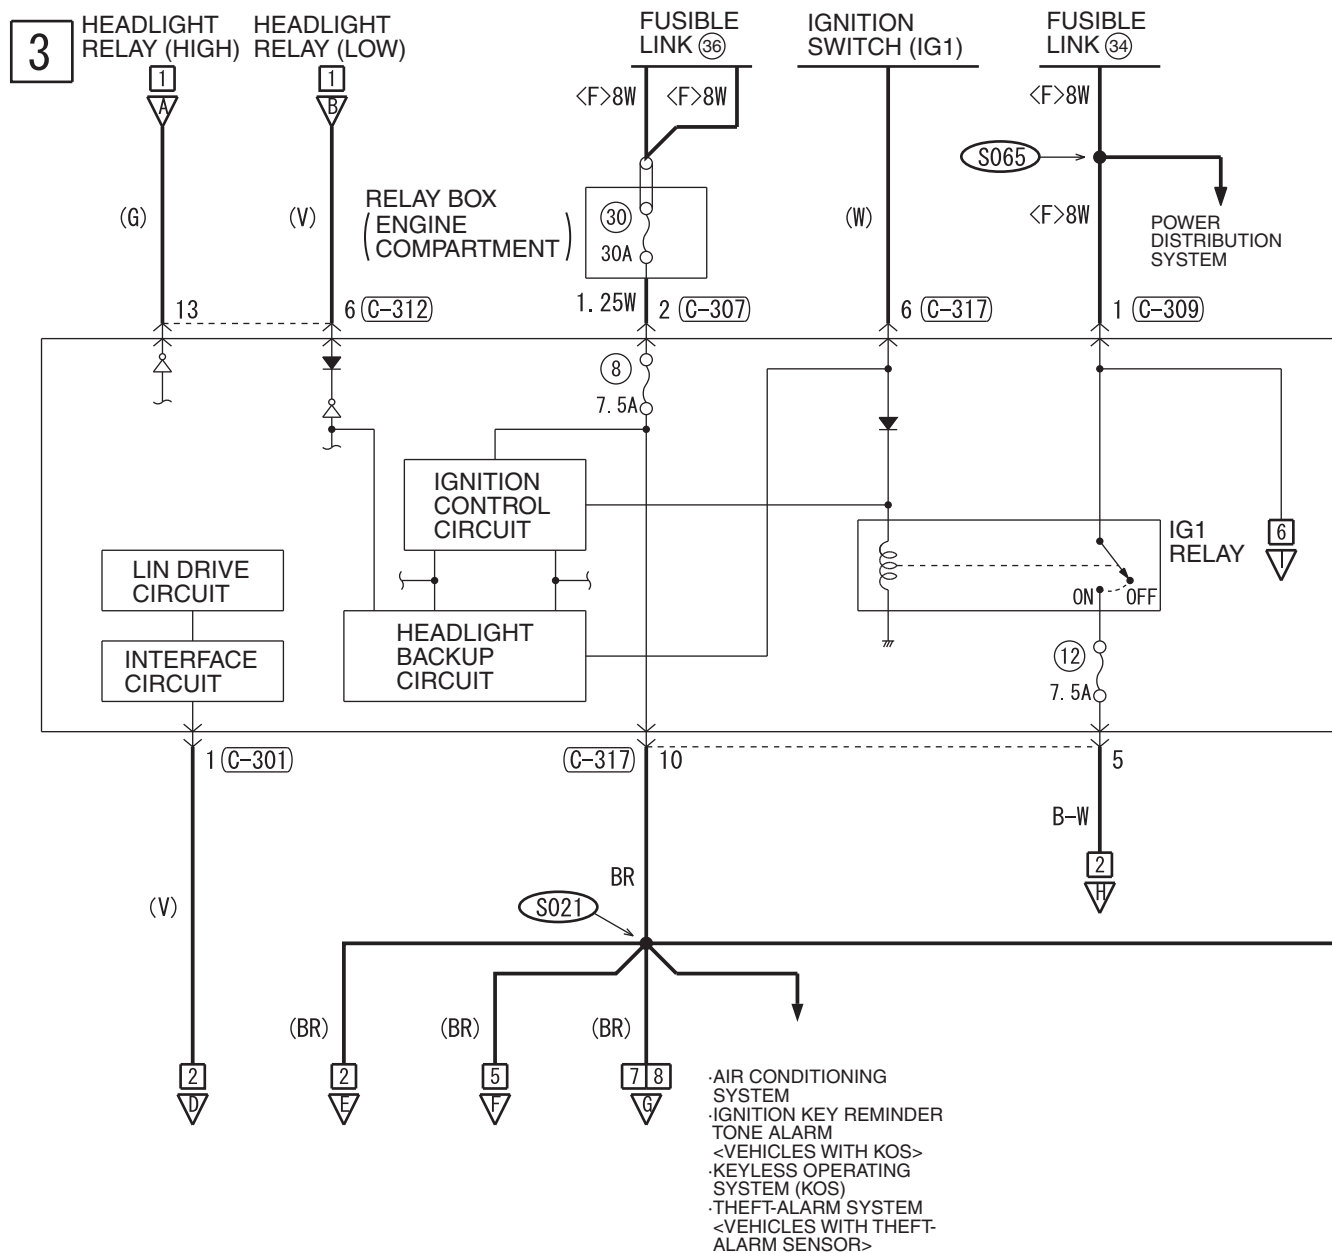 3
HEADLIGHT
RELAY (HIGH)
1
A
HEADLIGHT
RELAY (LOW)
1
B
FUSIBLE
LINK 36
IGNITION
SWITCH (IG1)
FUSIBLE
LINK 34
<F>8W
<F>8W
<F>8W
S065
(G)
(V)
RELAY BOX
(ENGINE
COMPARTMENT)
30
30A
(W)
<F>8W
POWER
DISTRIBUTION
SYSTEM
13
6 (C-312)
1.25W
2 (C-307)
6 (C-317)
1 (C-309)
8
7.5A
IGNITION
CONTROL
CIRCUIT
IG1
RELAY
6
I
LIN DRIVE
CIRCUIT
ON
OFF
HEADLIGHT
BACKUP
CIRCUIT
INTERFACE
CIRCUIT
12
7.5A
1 (C-301)
(C-317) 10
5
B-W
2
H
(V)
BR
S021
(BR)
(BR)
(BR)
2
D
2
E
5
F
7 8
G
·AIR CONDITIONING
SYSTEM
·IGNITION KEY REMINDER
TONE ALARM
<VEHICLES WITH KOS>
·KEYLESS OPERATING
SYSTEM (KOS)
·THEFT-ALARM SYSTEM
<VEHICLES WITH THEFT-
ALARM SENSOR>